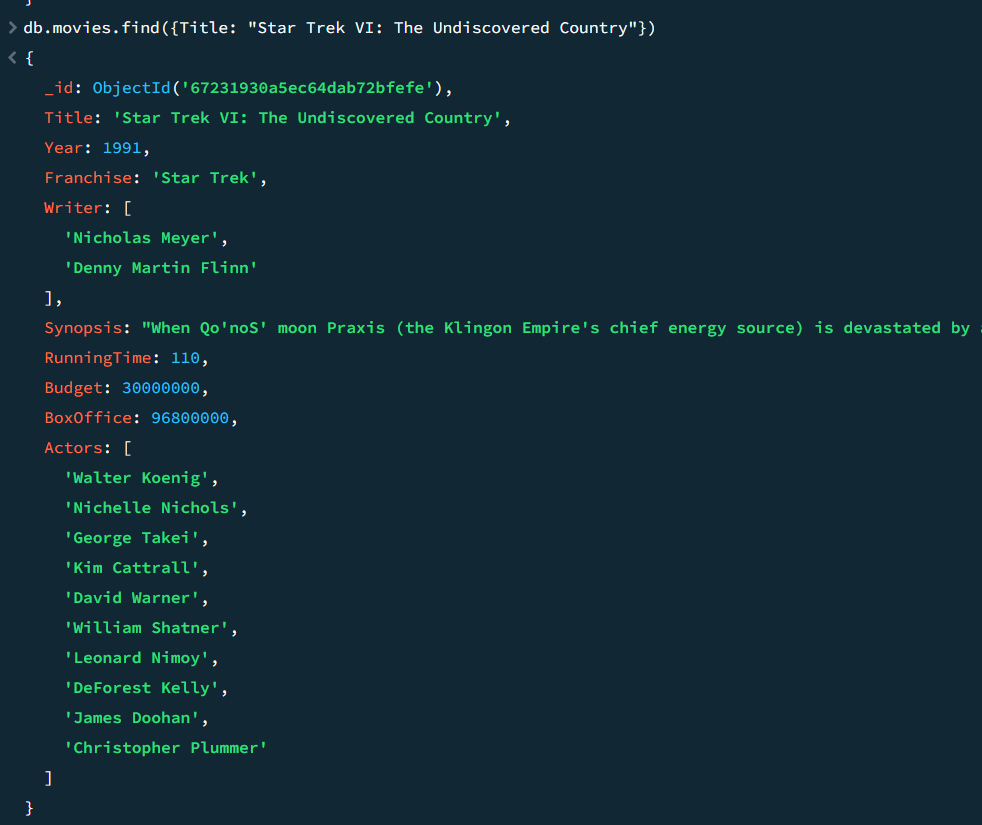 }
> db.movies.find({Title: "Star Trek VI: The Undiscovered Country"})
< {
_id: ObjectId('67231930a5ec64dab72bfefe'),
Title: 'Star Trek VI: The Undiscovered Country',
Year: 1991,
Franchise: 'Star Trek',
Writer: [
'Nicholas Meyer',
'Denny Martin Flinn'
],
Synopsis: "When Qo'noS' moon Praxis (the Klingon Empire's chief energy source) is devastated by
RunningTime: 110,
Budget: 30000000,
BoxOffice: 96800000,
Actors: [
'Walter Koenig',
'Nichelle Nichols',
'George Takei',
'Kim Cattrall',
'David Warner',
'William Shatner',
'Leonard Nimoy',
'DeForest Kelly',
'James Doohan',
'Christopher Plummer'
]
}